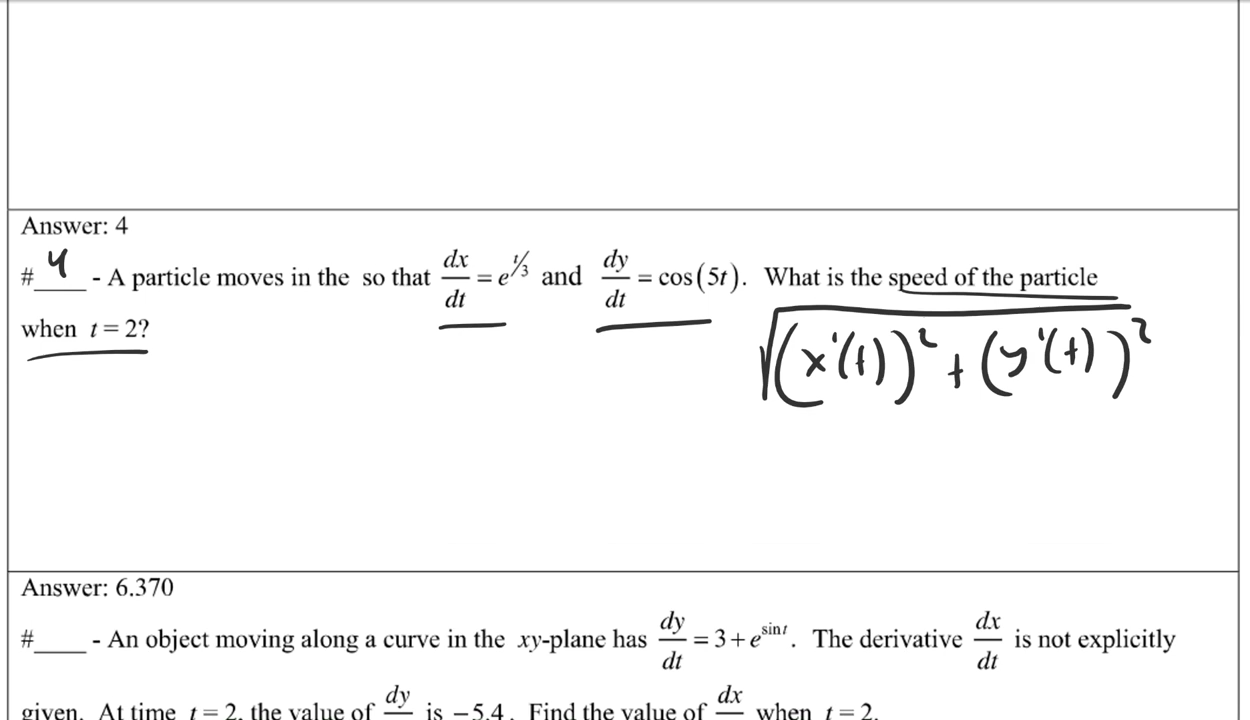 Answer: 4
# 4 - A particle moves in the so that dx/dt = e^(t/3) and dy/dt = cos(5t). What is the speed of the particle
when t = 2?
√((x'(t))² + (y'(t))²)
Answer: 6.370
#____ - An object moving along a curve in the xy-plane has dy/dt = 3 + e^(sin t). The derivative dx/dt is not explicitly
given. At time t = 2, the value of dy/ is −5.4. Find the value of dx/ when t = 2.